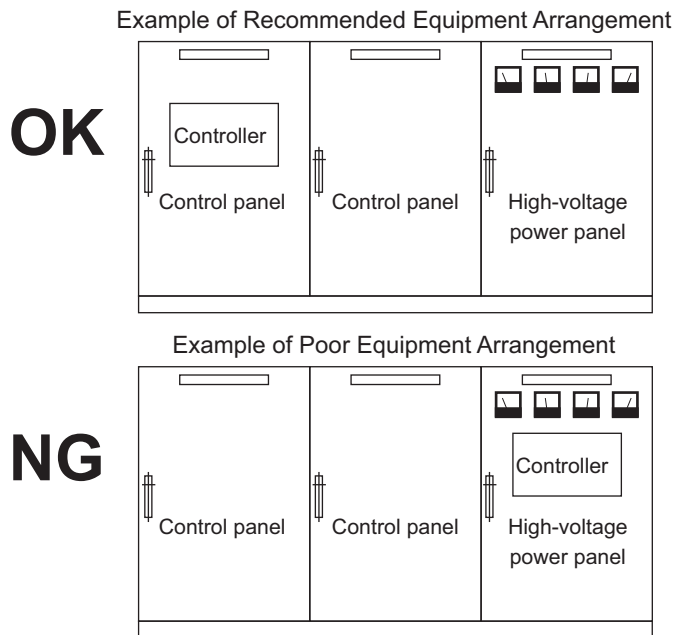 Example of Recommended Equipment Arrangement
OK
Controller
Control panel
Control panel
High-voltage
power panel
Example of Poor Equipment Arrangement
NG
Controller
Control panel
Control panel
High-voltage
power panel